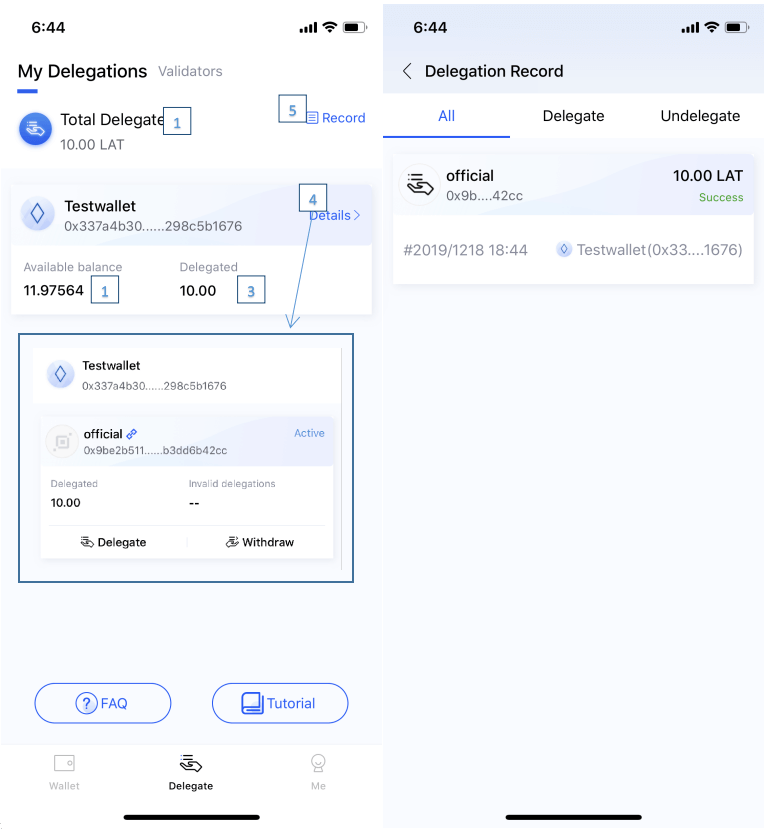 6:44
My Delegations Validators
Total Delegate 1
5 Record
10.00 LAT
Testwallet
4
Details >
0x337a4b30......298c5b1676
Available balance Delegated
11.97564 1 10.00 3
Testwallet
0x337a4b30......298c5b1676
official Active
0x9be2b511......b3dd6b42cc
Delegated Invalid delegations
10.00 --
Delegate Withdraw
? FAQ Tutorial
Wallet Delegate Me
6:44
< Delegation Record
All Delegate Undelegate
official 10.00 LAT
0x9b....42cc Success
#2019/1218 18:44 Testwallet(0x33....1676)